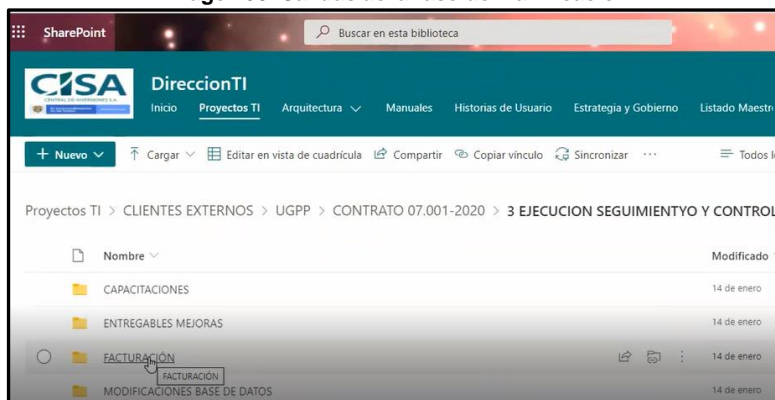 SharePoint
Buscar en esta biblioteca
CISA
CENTRAL DE INVERSIONES S.A.
DireccionTI
Inicio Proyectos TI Arquitectura Manuales Historias de Usuario Estrategia y Gobierno Listado Maestr
+ Nuevo Cargar Editar en vista de cuadrícula Compartir Copiar vínculo Sincronizar ··· Todos l
Proyectos TI > CLIENTES EXTERNOS > UGPP > CONTRATO 07.001-2020 > 3 EJECUCION SEGUIMIENTYO Y CONTROL
Nombre Modificado
CAPACITACIONES 14 de enero
ENTREGABLES MEJORAS 14 de enero
FACTURACIÓN 14 de enero
FACTURACIÓN
MODIFICACIONES BASE DE DATOS 14 de enero